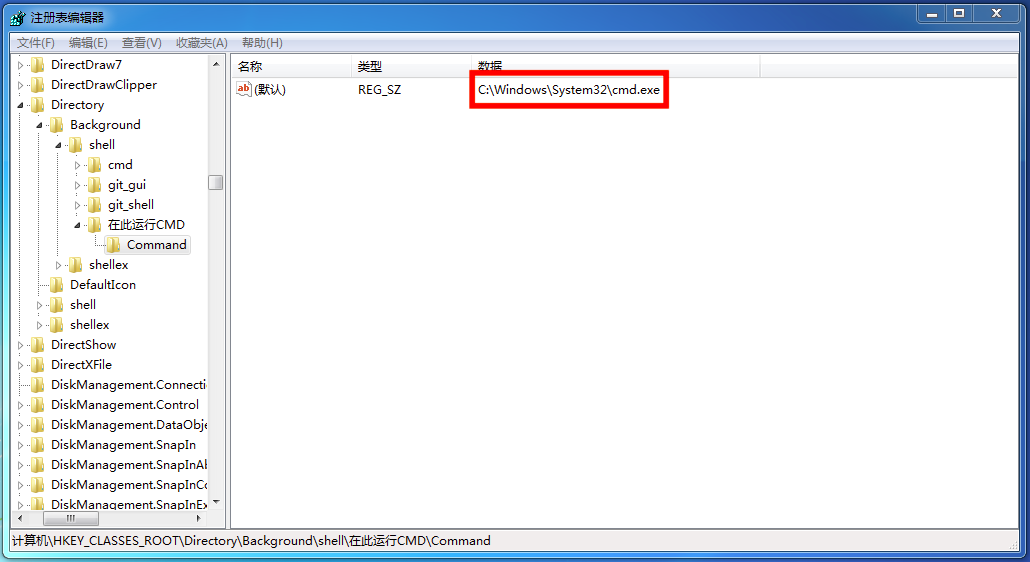 注册表编辑器
文件(F) 编辑(E) 查看(V) 收藏夹(A) 帮助(H)
DirectDraw7
DirectDrawClipper
Directory
Background
shell
cmd
git_gui
git_shell
在此运行CMD
Command
shellex
DefaultIcon
shell
shellex
DirectShow
DirectXFile
DiskManagement.Connecti
DiskManagement.Control
DiskManagement.DataObje
DiskManagement.SnapIn
DiskManagement.SnapInAb
DiskManagement.SnapInCo
DiskManagement.SnapInEx
名称 类型 数据
ab (默认) REG_SZ C:\Windows\System32\cmd.exe
计算机\HKEY_CLASSES_ROOT\Directory\Background\shell\在此运行CMD\Command